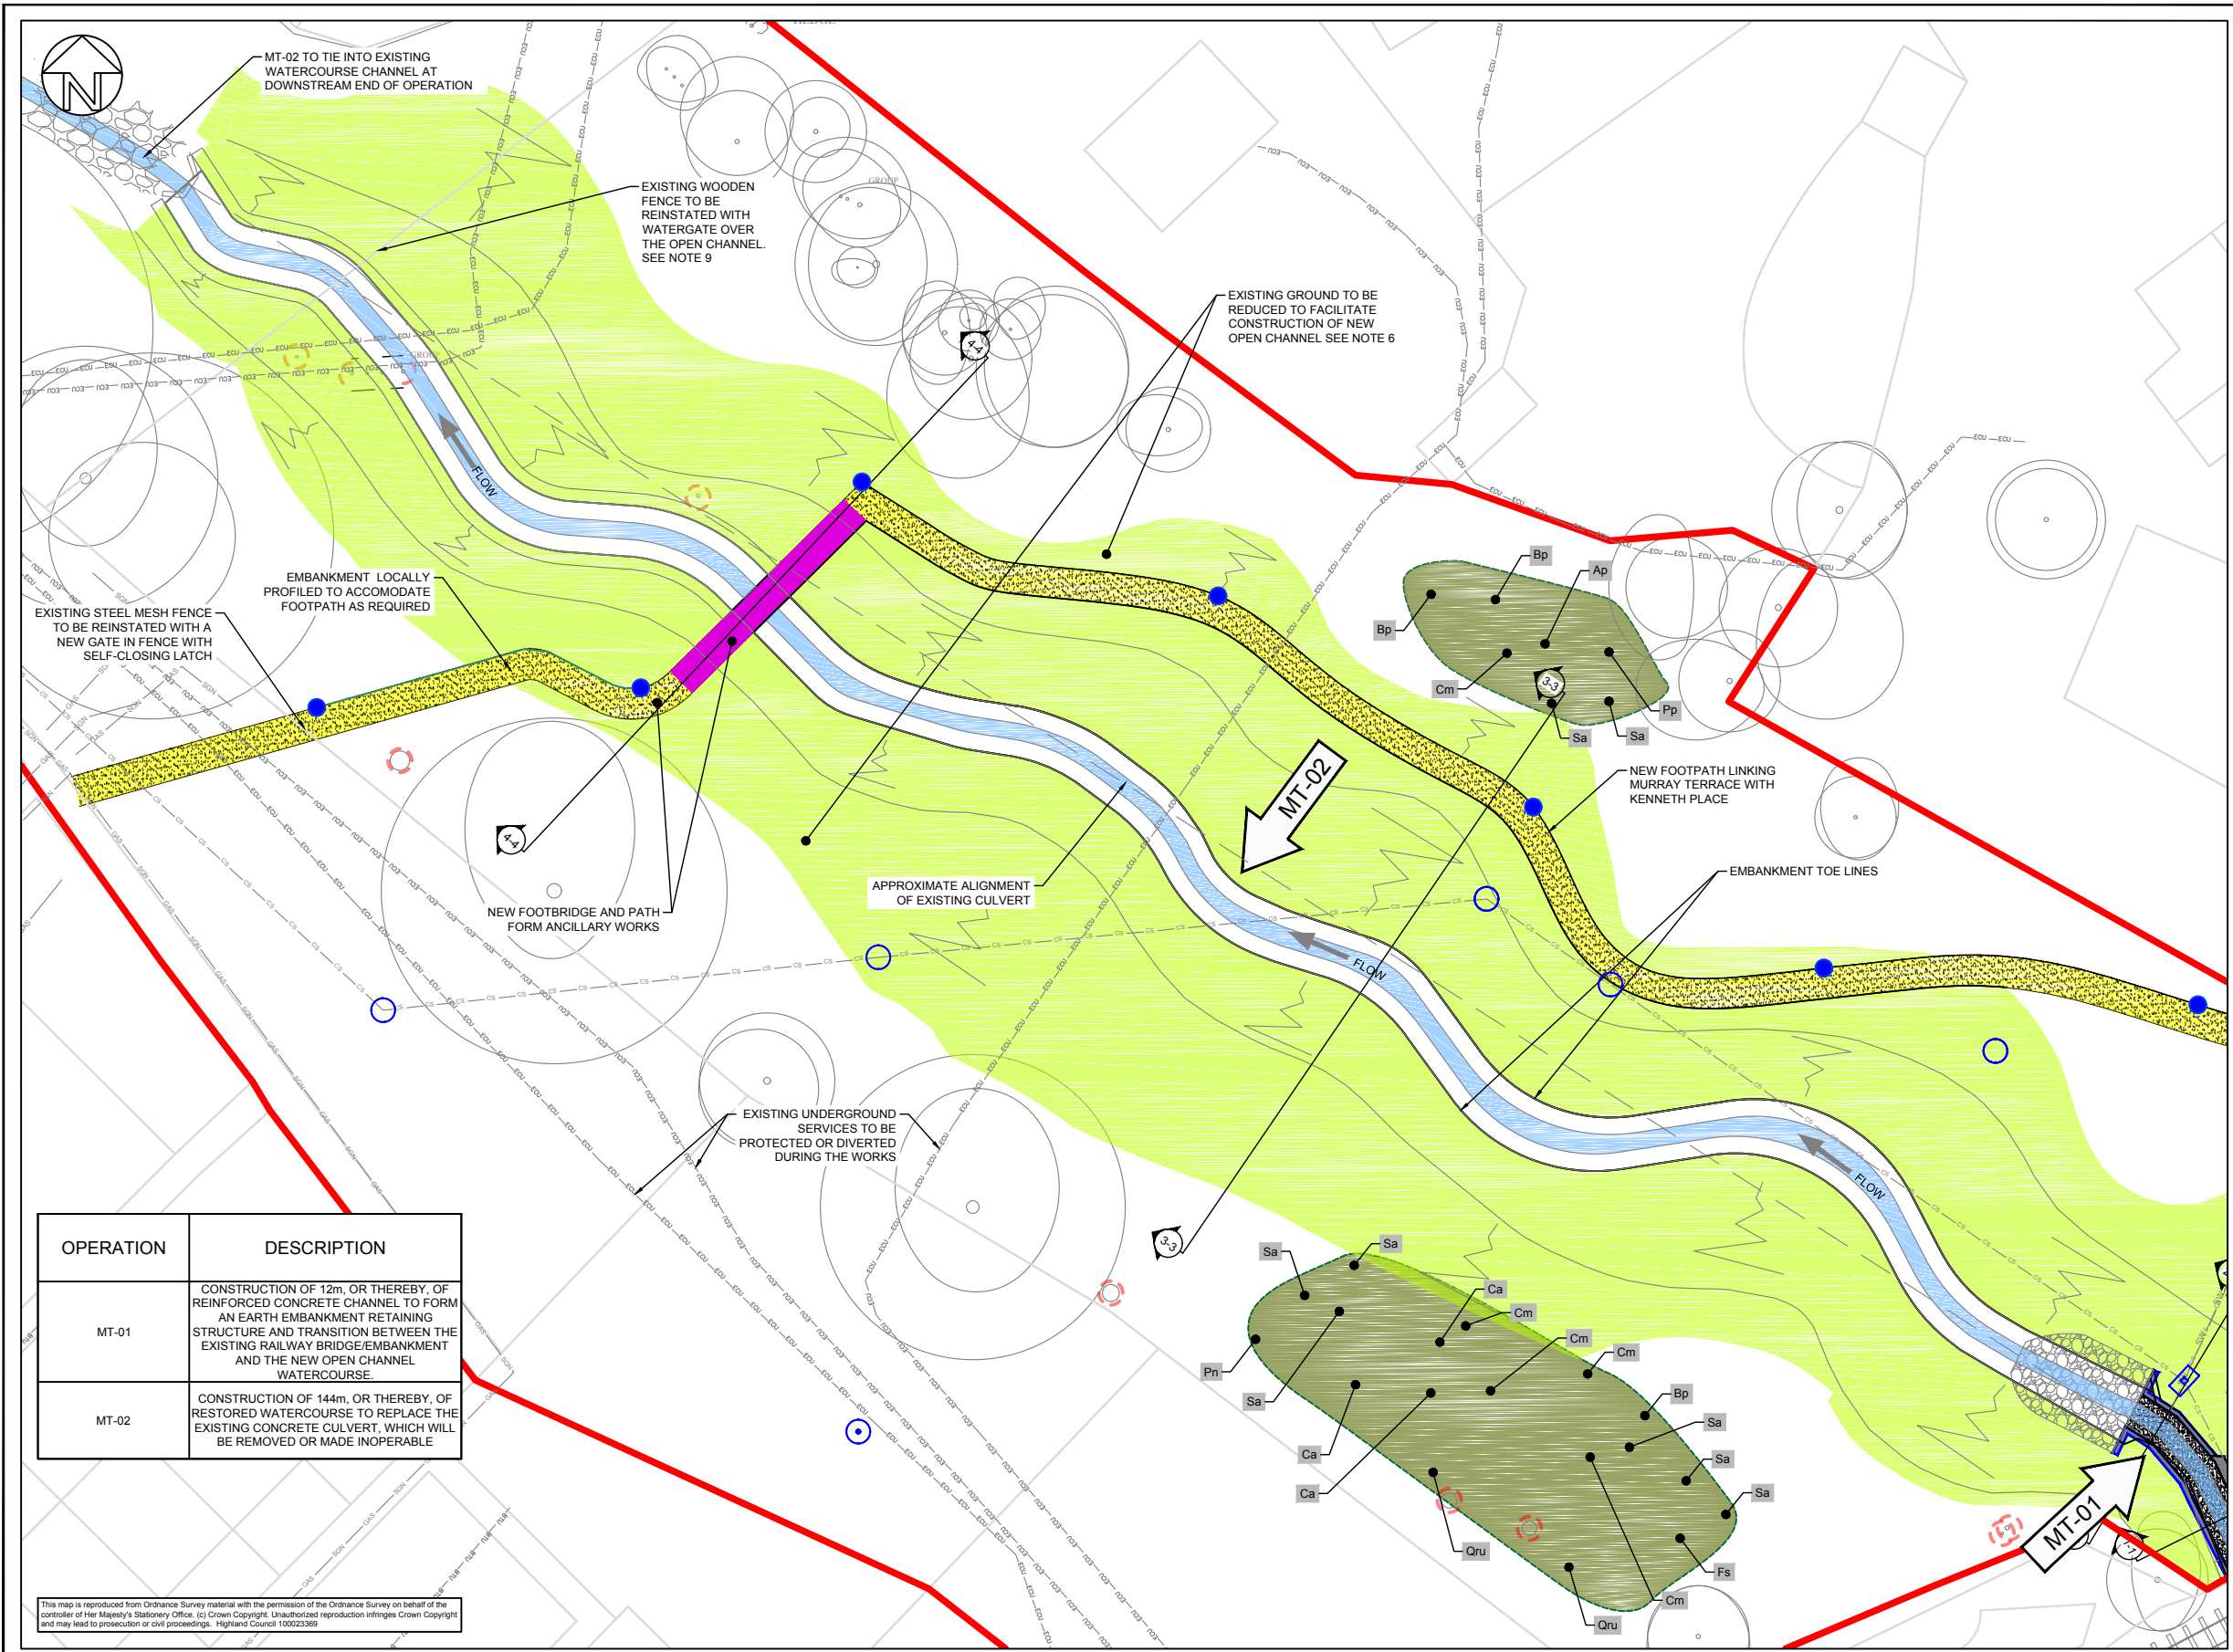 HEDGE
N
MT-02 TO TIE INTO EXISTING
WATERCOURSE CHANNEL AT
DOWNSTREAM END OF OPERATION
EXISTING WOODEN
FENCE TO BE
REINSTATED WITH
WATERGATE OVER
THE OPEN CHANNEL.
SEE NOTE 9
GROUP
EXISTING GROUND TO BE
REDUCED TO FACILITATE
CONSTRUCTION OF NEW
OPEN CHANNEL SEE NOTE 6
4-4
GROUP
FLOW
EMBANKMENT LOCALLY
PROFILED TO ACCOMODATE
FOOTPATH AS REQUIRED
EXISTING STEEL MESH FENCE
TO BE REINSTATED WITH A
NEW GATE IN FENCE WITH
SELF-CLOSING LATCH
Bp
Ap
Bp
Cm
3-3
Pp
Sa
Sa
NEW FOOTPATH LINKING
MURRAY TERRACE WITH
KENNETH PLACE
MT-02
4-4
APPROXIMATE ALIGNMENT
OF EXISTING CULVERT
EMBANKMENT TOE LINES
NEW FOOTBRIDGE AND PATH
FORM ANCILLARY WORKS
FLOW
EXISTING UNDERGROUND
SERVICES TO BE
PROTECTED OR DIVERTED
DURING THE WORKS
FLOW
3-3
Sa
Sa
Ca
Cm
Cm
Cm
Pn
Sa
Bp
Sa
Ca
Sa
Ca
Sa
Qru
Fs
Cm
Qru
MT-01
OPERATION
DESCRIPTION
MT-01
CONSTRUCTION OF 12m, OR THEREBY, OF
REINFORCED CONCRETE CHANNEL TO FORM
AN EARTH EMBANKMENT RETAINING
STRUCTURE AND TRANSITION BETWEEN THE
EXISTING RAILWAY BRIDGE/EMBANKMENT
AND THE NEW OPEN CHANNEL
WATERCOURSE.
MT-02
CONSTRUCTION OF 144m, OR THEREBY, OF
RESTORED WATERCOURSE TO REPLACE THE
EXISTING CONCRETE CULVERT, WHICH WILL
BE REMOVED OR MADE INOPERABLE
This map is reproduced from Ordnance Survey material with the permission of the Ordnance Survey on behalf of the
controller of Her Majesty's Stationery Office. (c) Crown Copyright. Unauthorized reproduction infringes Crown Copyright
and may lead to prosecution or civil proceedings. Highland Council 100023369